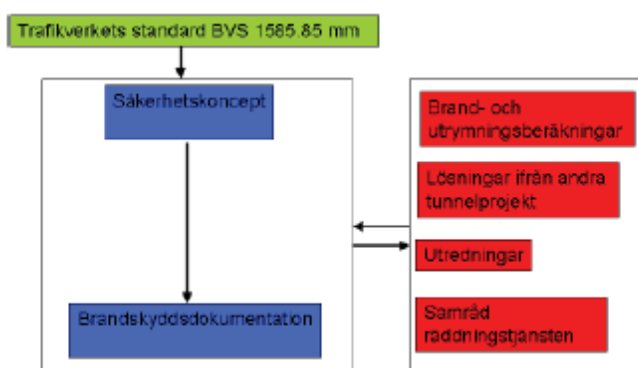 Trafikverkets standard BVS 1585.85 mm
Säkerhetskoncept
Brandskyddsdokumentation
Brand- och
utrymningsberäkningar
Lösningar ifrån andra
tunnelprojekt
Utredningar
Samråd
räddningstjänsten